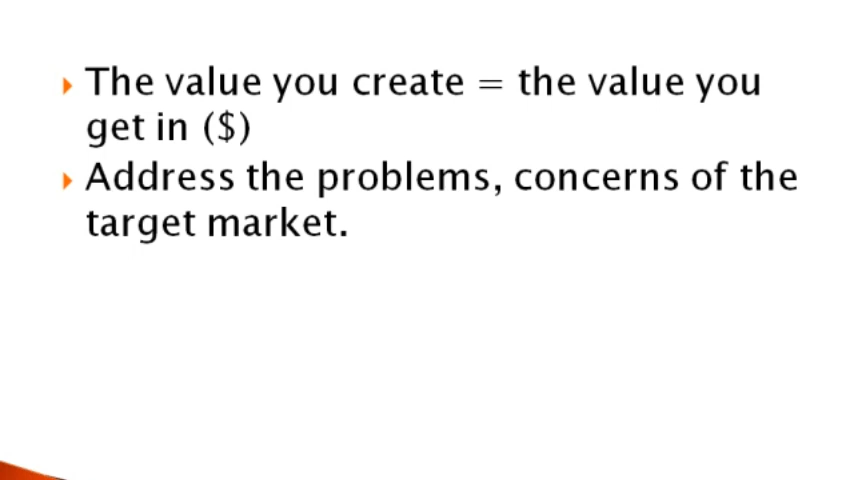 The value you create = the value you
get in ($)
Address the problems, concerns of the
target market.